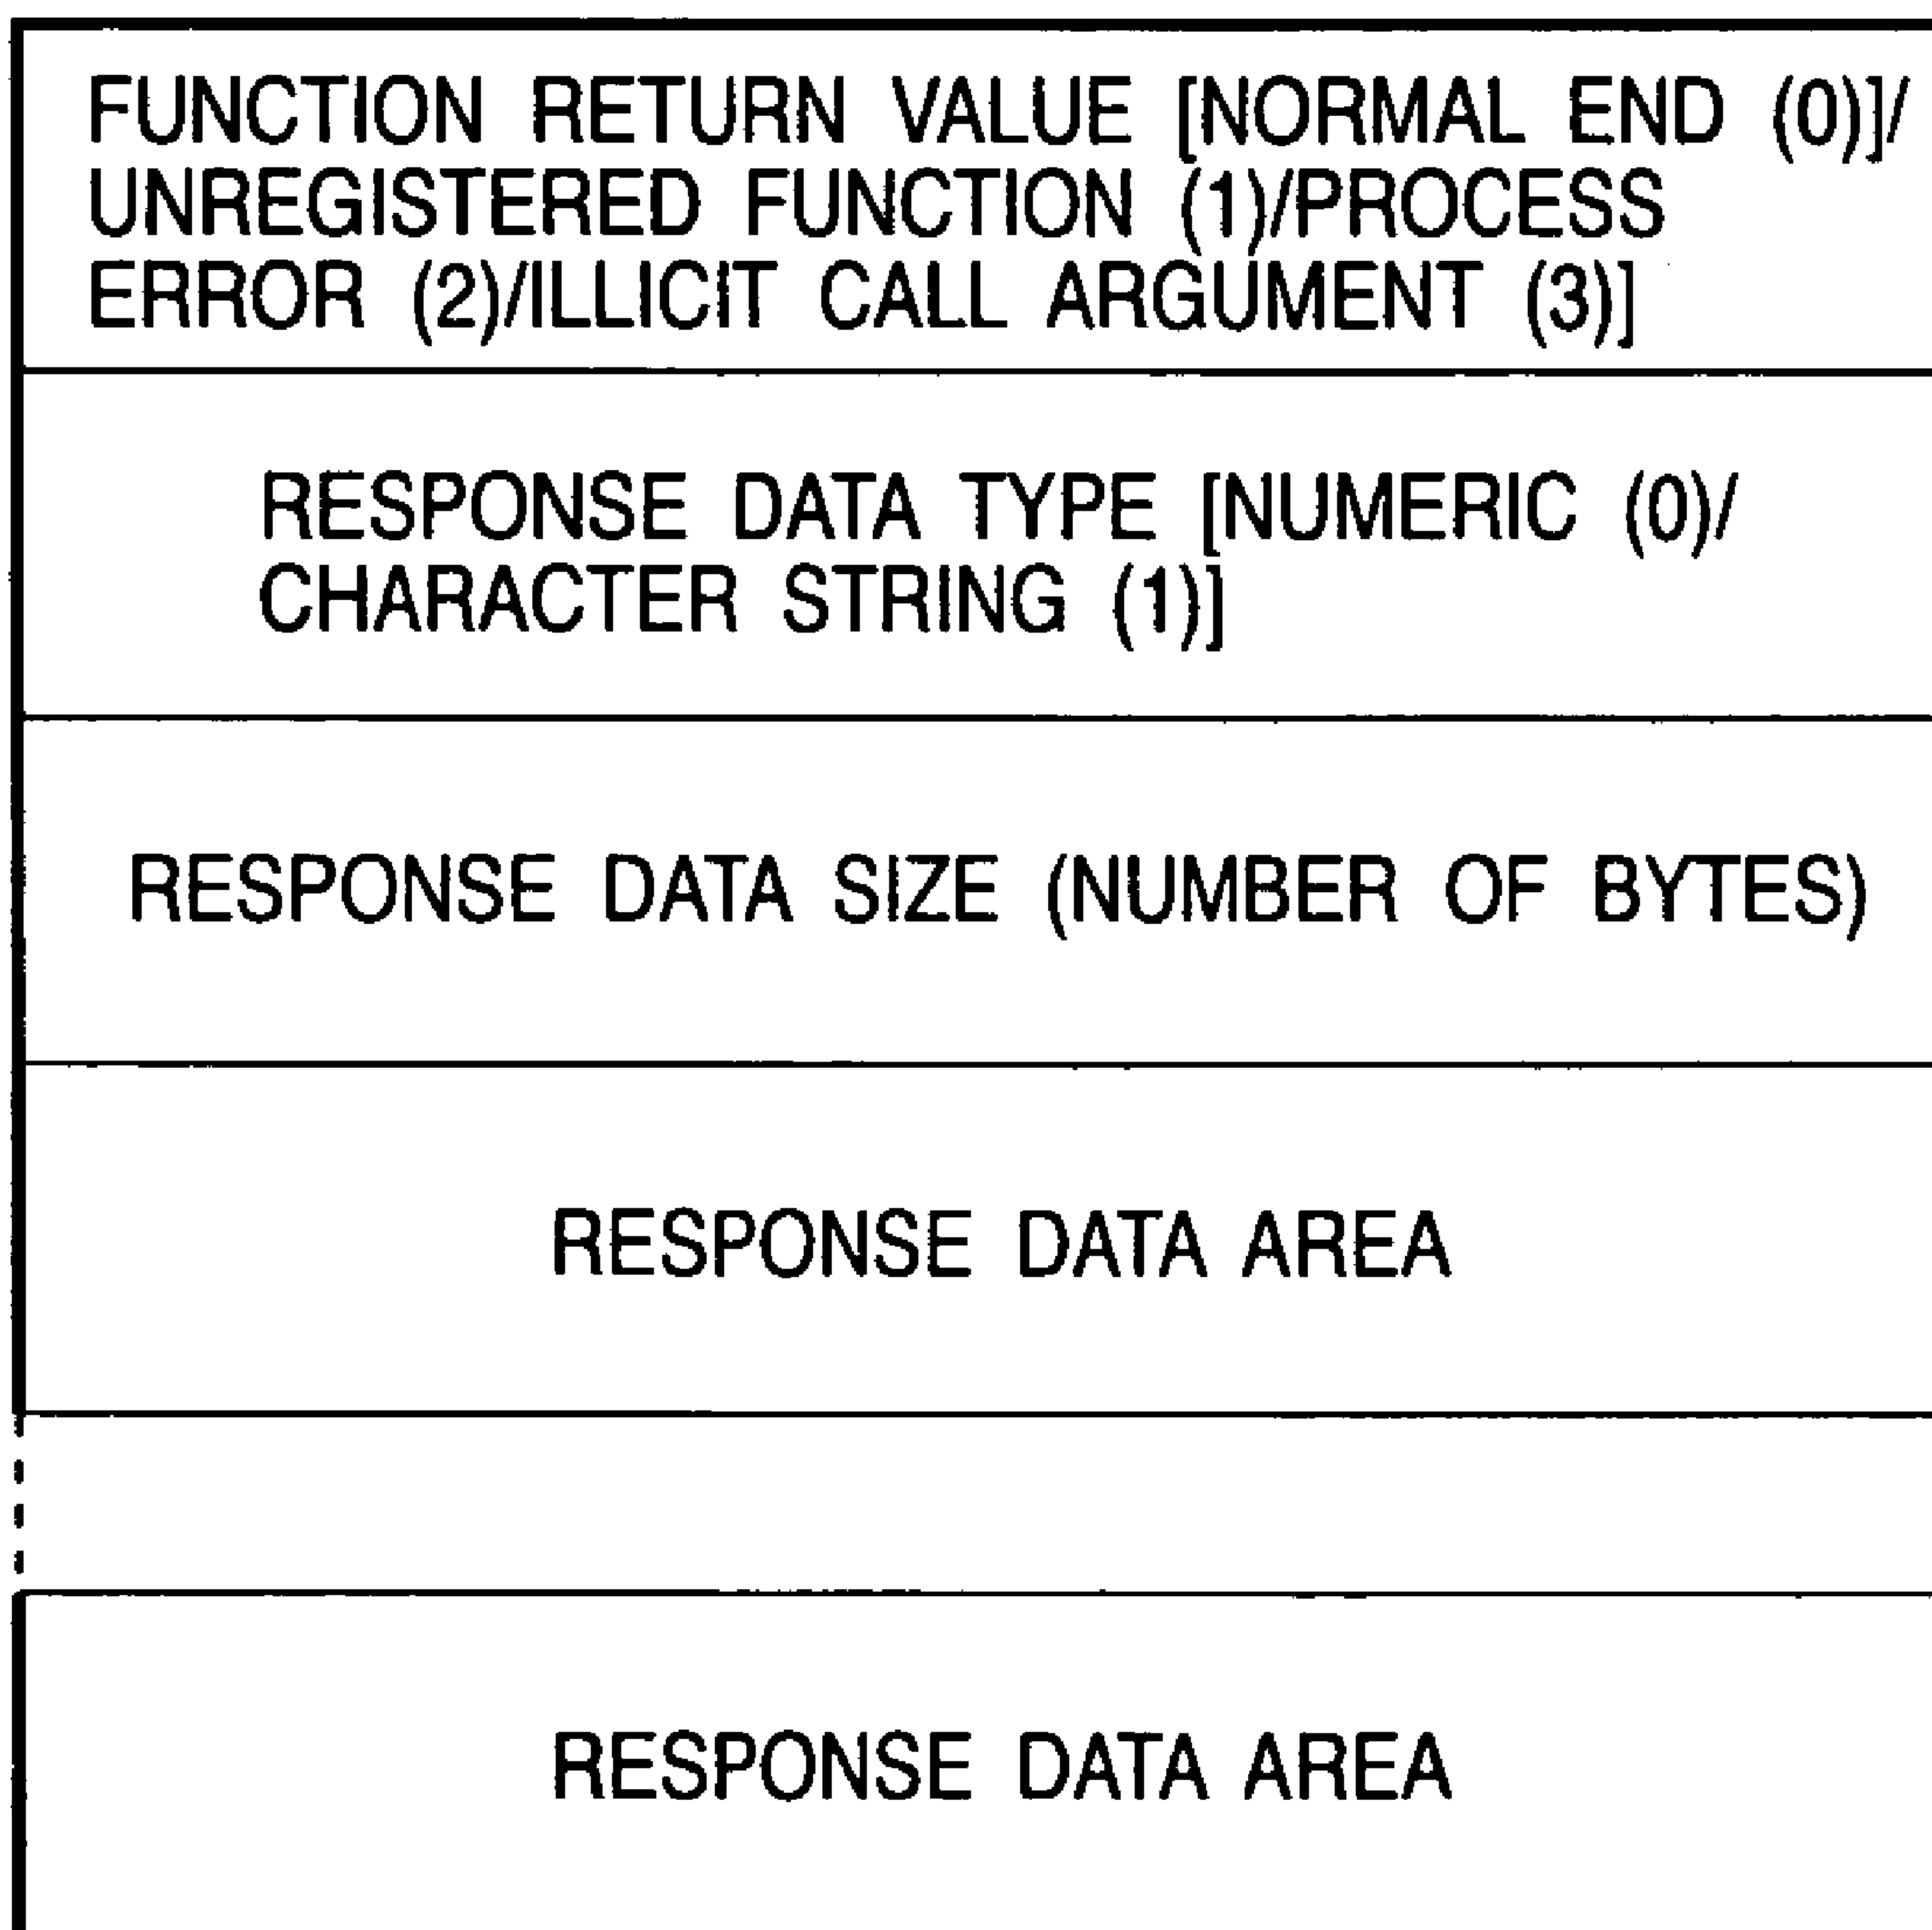 FUNCTION RETURN VALUE [NORMAL END (0)]/
UNREGISTERED FUNCTION (1)/PROCESS
ERROR (2)/ILLICIT CALL ARGUMENT (3)]
RESPONSE DATA TYPE [NUMERIC (0)/
CHARACTER STRING (1)]
RESPONSE DATA SIZE (NUMBER OF BYTES)
RESPONSE DATA AREA
RESPONSE DATA AREA